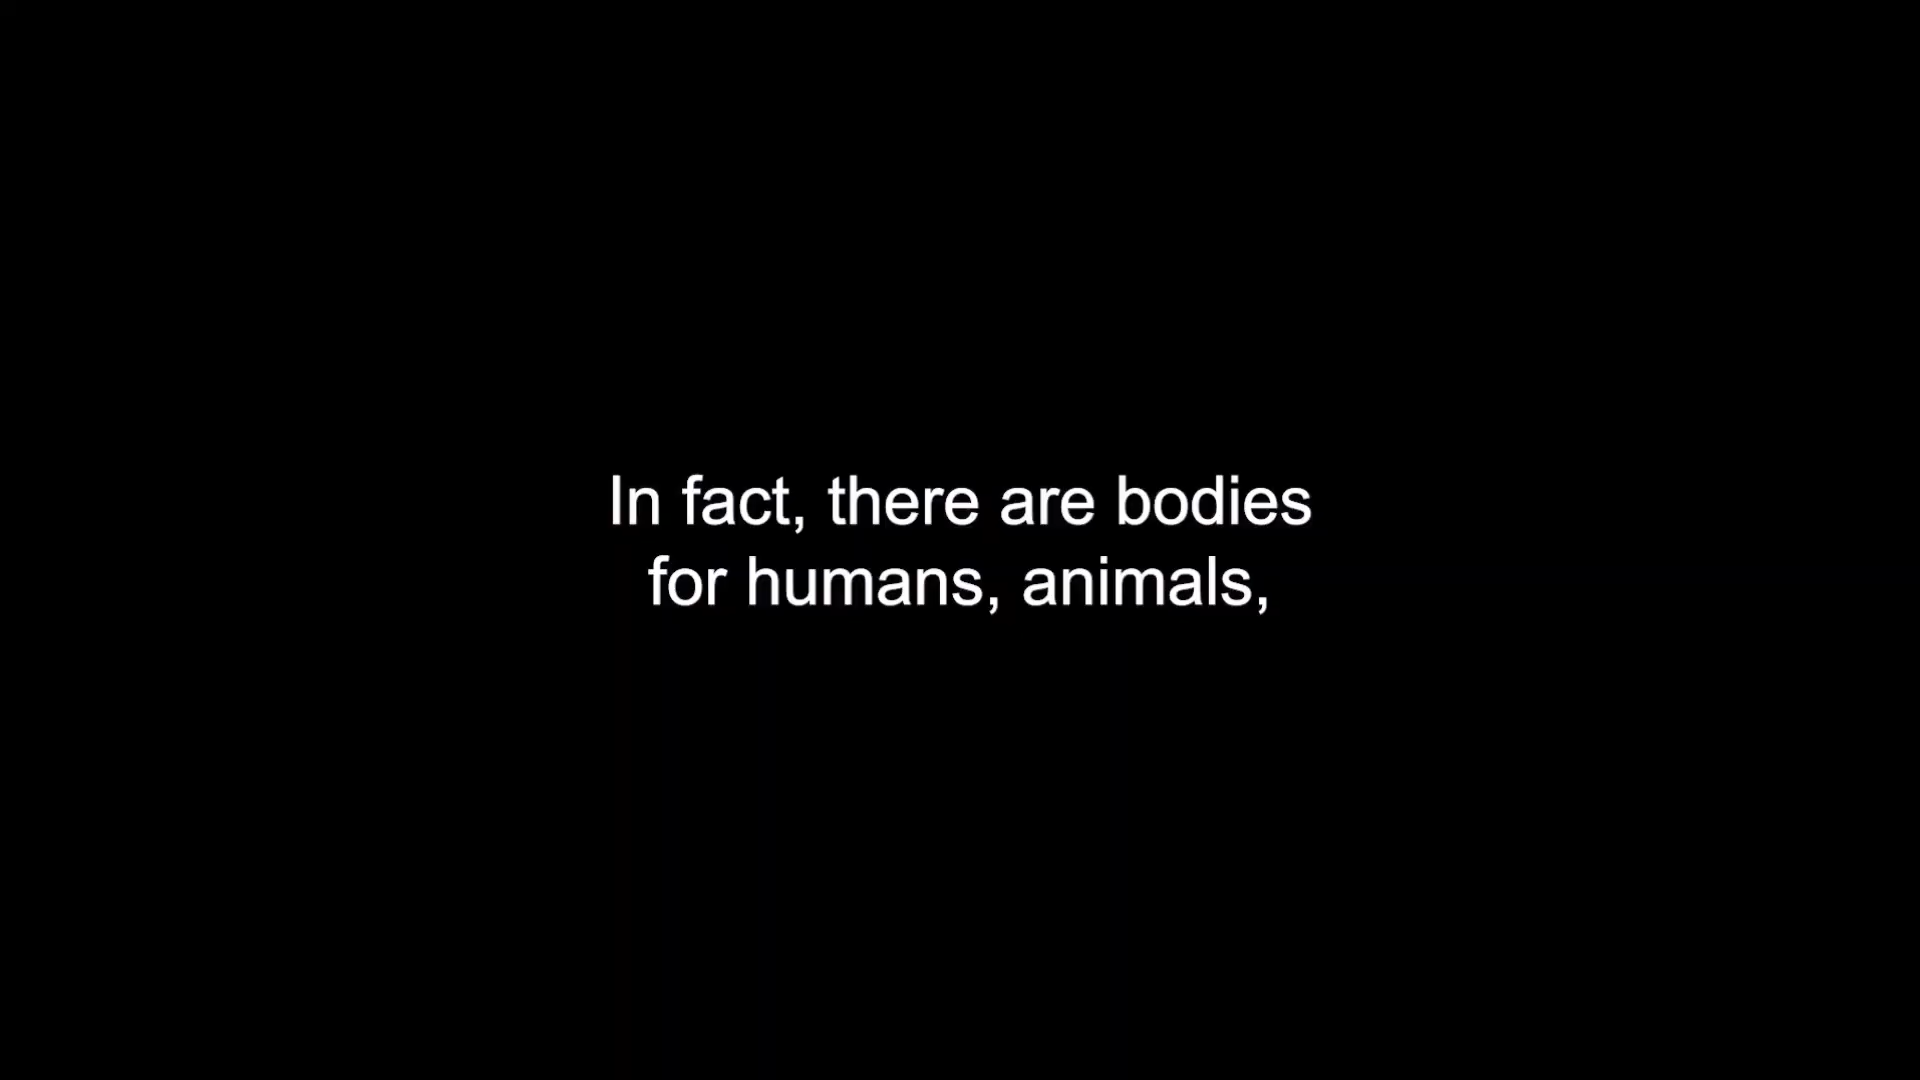 In fact, there are bodies
for humans, animals,